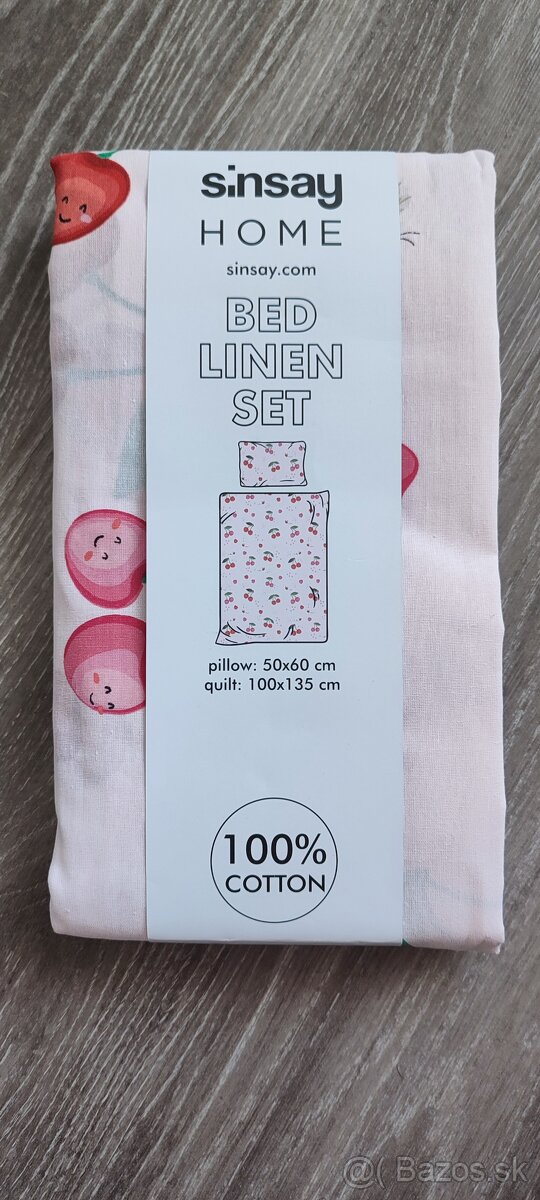 sinsay
HOME
sinsay.com
BED
LINEN
SET
pillow: 50x60 cm
quilt: 100x135 cm
100%
COTTON
@( Bazos.sk